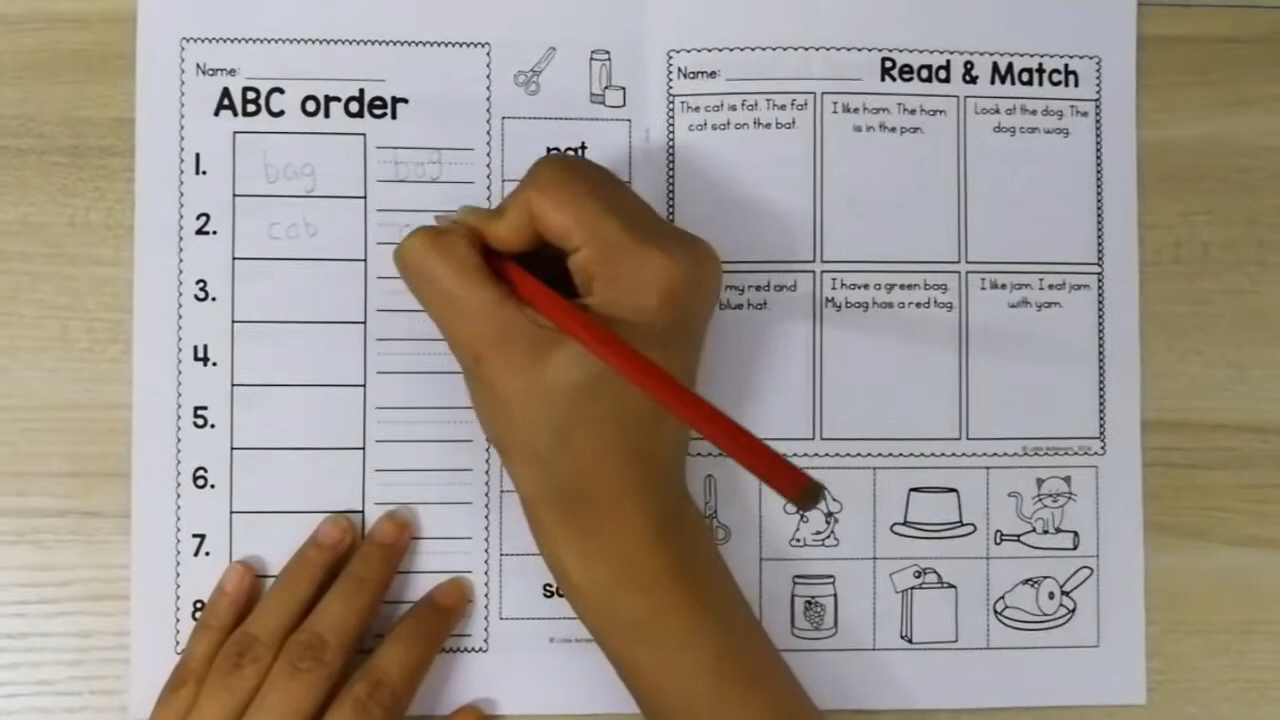 Name:
ABC order
1. bag bag
2. cab
3.
4.
5.
6.
7.
8
Name:
Read & Match
The cat is fat. The fat
cat sat on the bat.
I like ham. The ham
is in the pan.
Look at the dog. The
dog can wag.
my red and
blue hat.
I have a green bag.
My bag has a red tag.
I like jam. I eat jam
with yam.